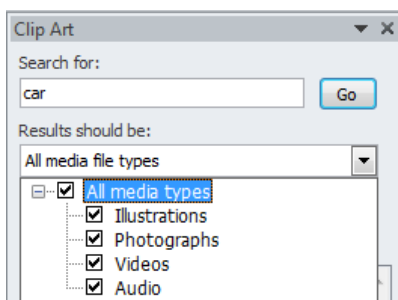 Clip Art
Search for:
car Go
Results should be:
All media file types
All media types
Illustrations
Photographs
Videos
Audio